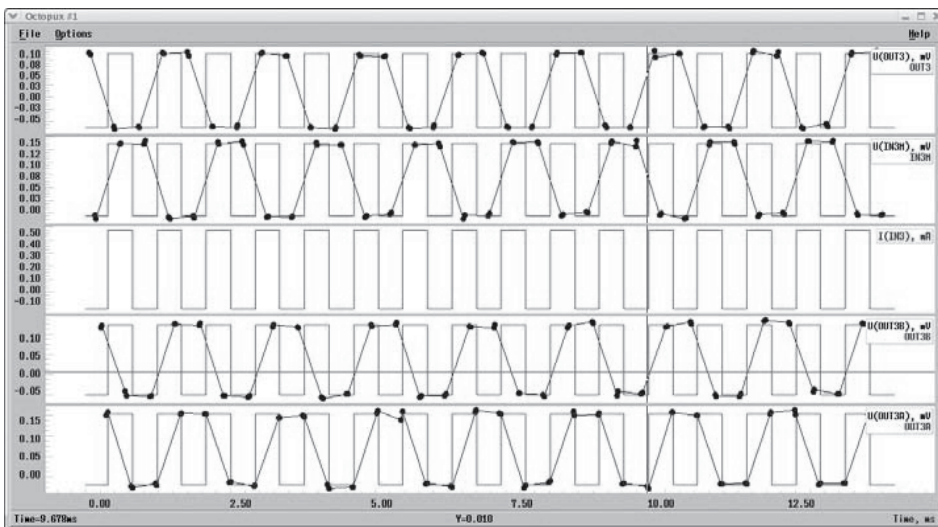 Octopux #1
File Options Help
0.10
0.08
0.05
0.03
0.00
-0.03
-0.05
U(OUT3), mV
OUT3
0.15
0.12
0.10
0.08
0.05
0.03
0.00
U(IN3M), mV
IN3M
0.50
0.40
0.30
0.20
0.10
0.00
-0.10
I(IN3), mA
0.10
0.05
0.00
-0.05
U(OUT3B), mV
OUT3B
0.15
0.10
0.05
0.00
U(OUT3A), mV
OUT3A
0.00 2.50 5.00 7.50 10.00 12.50
Time=9.678ms Y=0.010 Time, ms